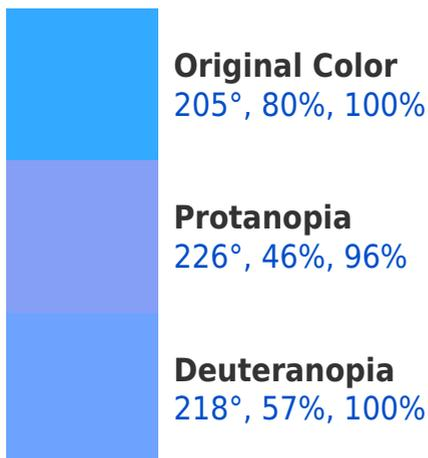 Original Color
205°, 80%, 100%
Protanopia
226°, 46%, 96%
Deuteranopia
218°, 57%, 100%